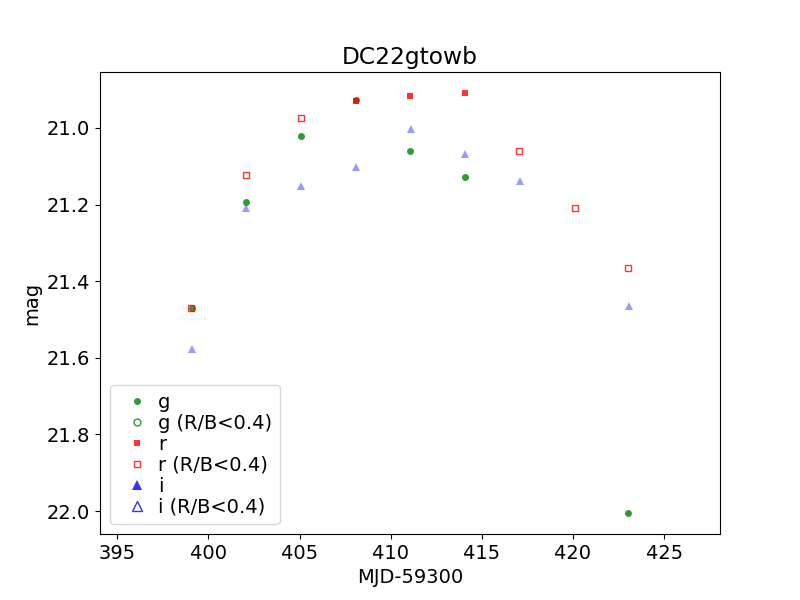 DC22gtowb
21.0
21.2
21.4
21.6
21.8
22.0
mag
g
g (R/B<0.4)
r
r (R/B<0.4)
i
i (R/B<0.4)
395 400 405 410 415 420 425
MJD-59300